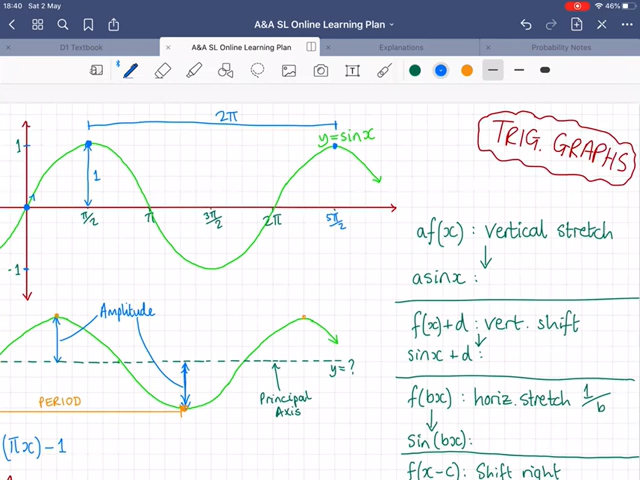 18:40 Sat 2 May
46%
A&A SL Online Learning Plan
D1 Textbook
A&A SL Online Learning Plan
Explanations
Probability Notes
2π
y=sinx
1
1
π/2
π
3π/2
2π
5π/2
-1
TRIG. GRAPHS
af(x) : vertical stretch
asinx :
f(x)+d : vert. shift
sinx +d :
f(bx) : horiz. stretch 1/b
sin(bx) :
f(x-c) : Shift right
Amplitude
y= ?
Principal
Axis
PERIOD
(πx) - 1